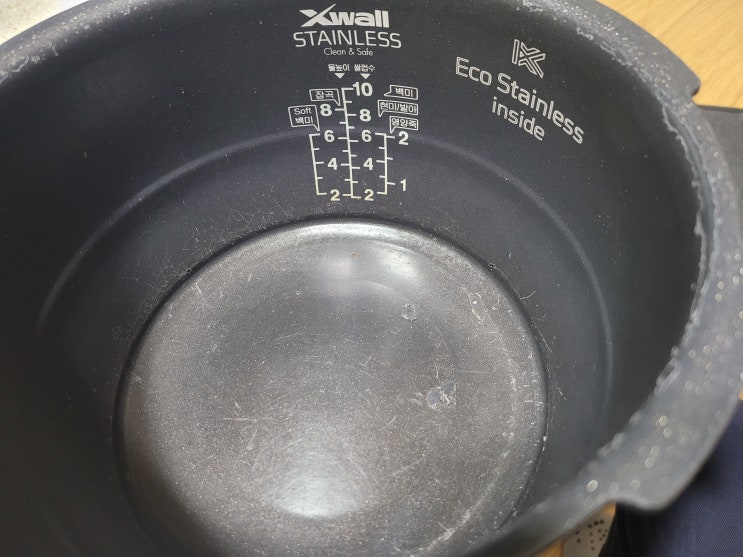 Xwall
STAINLESS
Clean & Safe
Eco Stainless
inside
물높이 쌀컵수
10 백미
잡곡 8 8 현미/발아
Soft
백미
영양죽
6 6 2
4 4
1
2 2